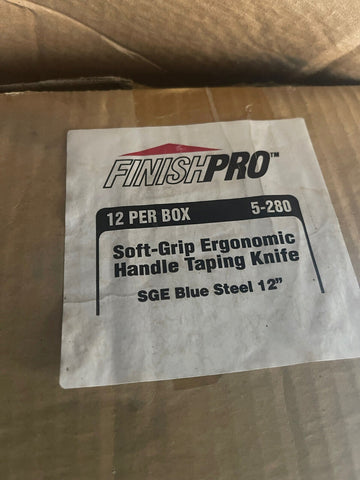 FINISHPRO™
12 PER BOX 5-280
Soft-Grip Ergonomic
Handle Taping Knife
SGE Blue Steel 12”